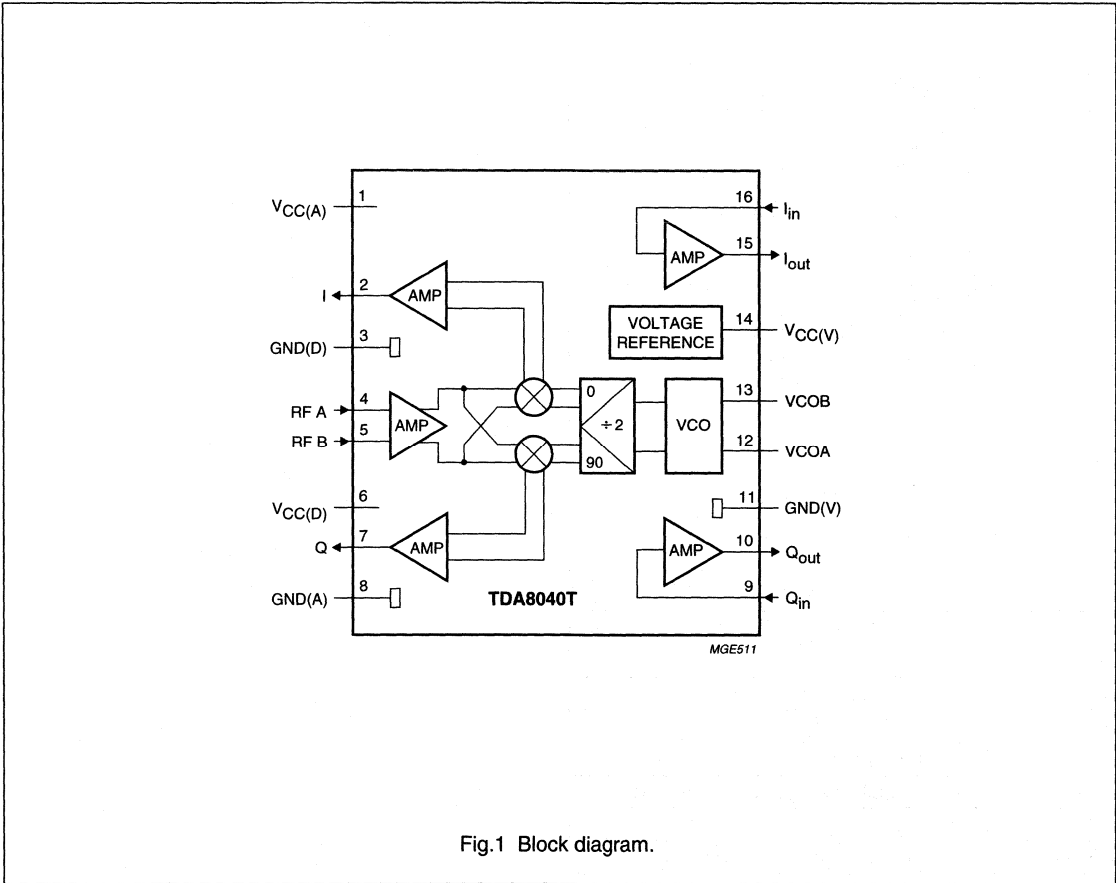 1
V_CC(A)
16
I_in
AMP
15
I_out
AMP
2
I
VOLTAGE
REFERENCE
14
V_CC(V)
3
GND(D)
4
RF A
5
RF B
AMP
0
÷ 2
90
VCO
13
VCOB
12
VCOA
6
V_CC(D)
11
GND(V)
7
Q
AMP
AMP
10
Q_out
8
GND(A)
TDA8040T
9
Q_in
MGE511
Fig.1 Block diagram.